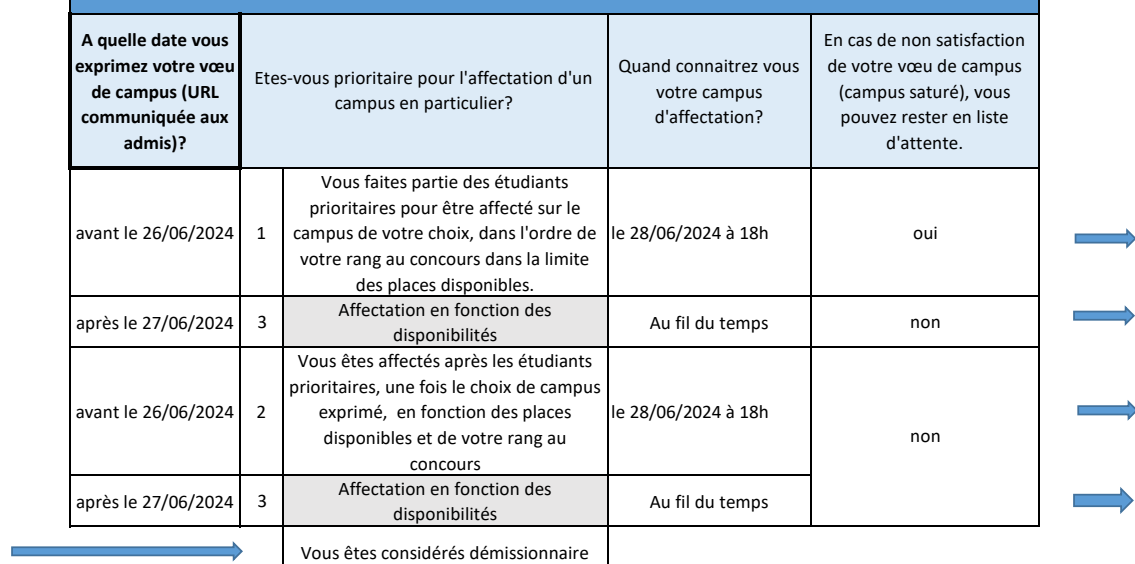 A quelle date vous
exprimez votre vœu
de campus (URL
communiquée aux
admis)?
Etes-vous prioritaire pour l'affectation d'un
campus en particulier?
Quand connaitrez vous
votre campus
d'affectation?
En cas de non satisfaction
de votre vœu de campus
(campus saturé), vous
pouvez rester en liste
d'attente.
avant le 26/06/2024
1
Vous faites partie des étudiants
prioritaires pour être affecté sur le
campus de votre choix, dans l'ordre de
votre rang au concours dans la limite
des places disponibles.
le 28/06/2024 à 18h
oui
après le 27/06/2024
3
Affectation en fonction des
disponibilités
Au fil du temps
non
avant le 26/06/2024
2
Vous êtes affectés après les étudiants
prioritaires, une fois le choix de campus
exprimé, en fonction des places
disponibles et de votre rang au
concours
le 28/06/2024 à 18h
non
après le 27/06/2024
3
Affectation en fonction des
disponibilités
Au fil du temps
Vous êtes considérés démissionnaire